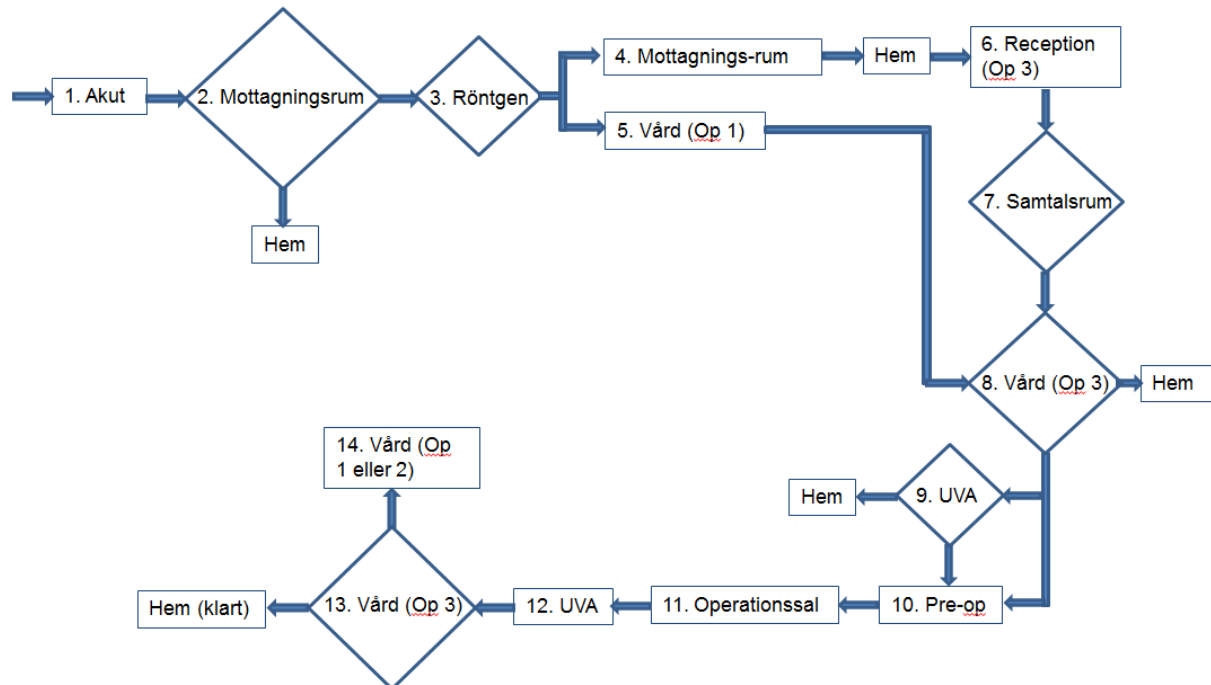 1. Akut
2. Mottagningsrum
Hem
3. Röntgen
4. Mottagnings-rum
Hem
6. Reception
(Op 3)
5. Vård (Op 1)
7. Samtalsrum
8. Vård (Op 3)
Hem
9. UVA
Hem
10. Pre-op
11. Operationssal
12. UVA
13. Vård (Op 3)
14. Vård (Op
1 eller 2)
Hem (klart)